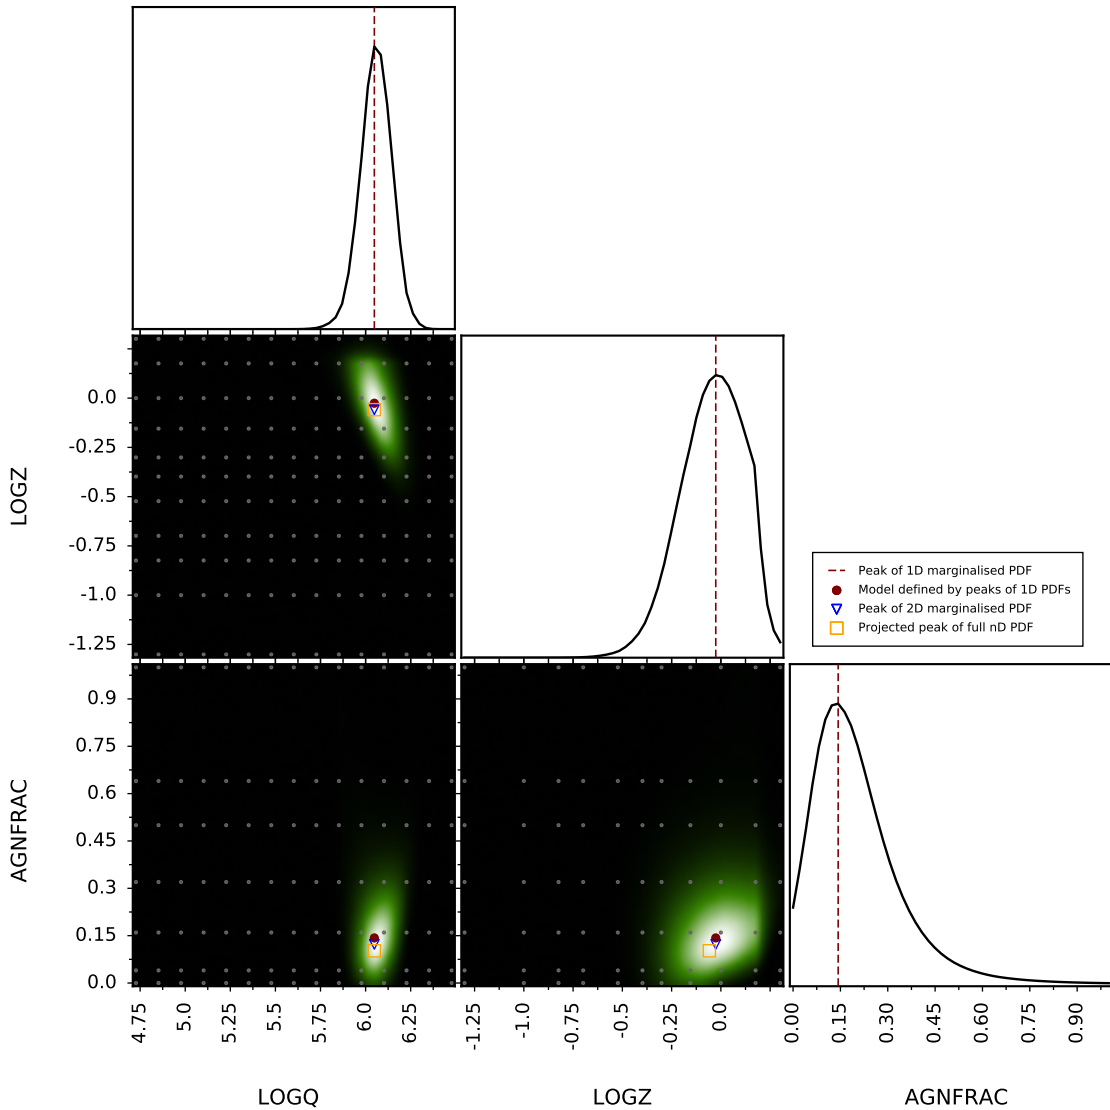 LOGZ
0.0
-0.25
-0.5
-0.75
-1.0
-1.25
Peak of 1D marginalised PDF
Model defined by peaks of 1D PDFs
Peak of 2D marginalised PDF
Projected peak of full nD PDF
AGNFRAC
0.9
0.75
0.6
0.45
0.3
0.15
0.0
4.75 5.0 5.25 5.5 5.75 6.0 6.25 -1.25 -1.0 -0.75 -0.5 -0.25 0.0 0.00 0.15 0.30 0.45 0.60 0.75 0.90
LOGQ LOGZ AGNFRAC